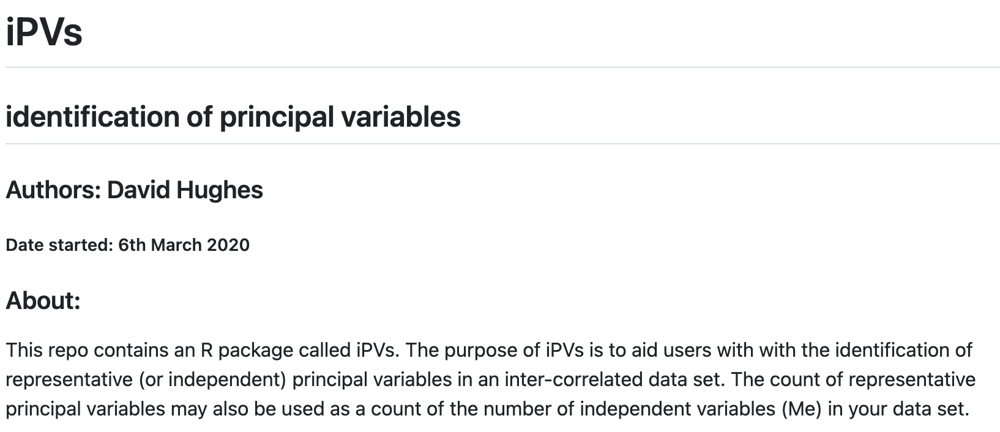 iPVs
identification of principal variables
Authors: David Hughes
Date started: 6th March 2020
About:
This repo contains an R package called iPVs. The purpose of iPVs is to aid users with with the identification of
representative (or independent) principal variables in an inter-correlated data set. The count of representative
principal variables may also be used as a count of the number of independent variables (Me) in your data set.